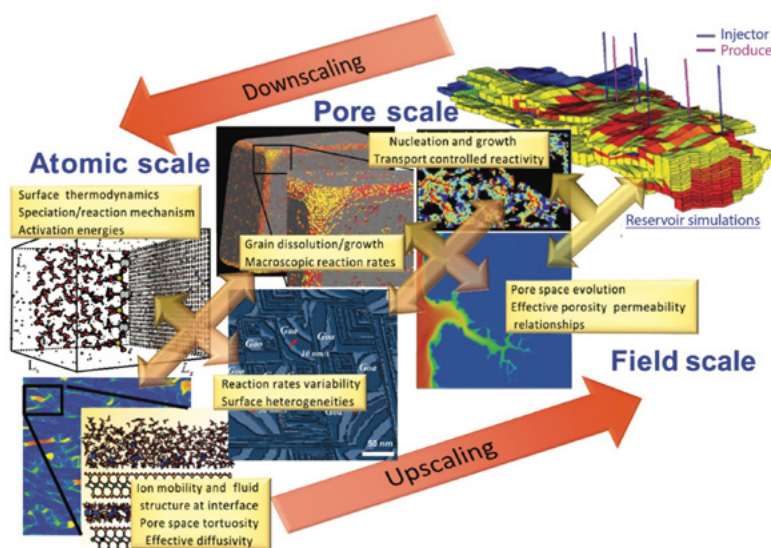 Injector
Produce
Downscaling
Pore scale
Nucleation and growth
Transport controlled reactivity
Atomic scale
Surface thermodynamics
Speciation/reaction mechanism
Activation energies
Reservoir simulations
Grain dissolution/growth
Macroscopic reaction rates
Pore space evolution
Effective porosity permeability
relationships
Field scale
Reaction rates variability
Surface heterogeneities
50 nm
Upscaling
Ion mobility and fluid
structure at interface
Pore space tortuosity
Effective diffusivity